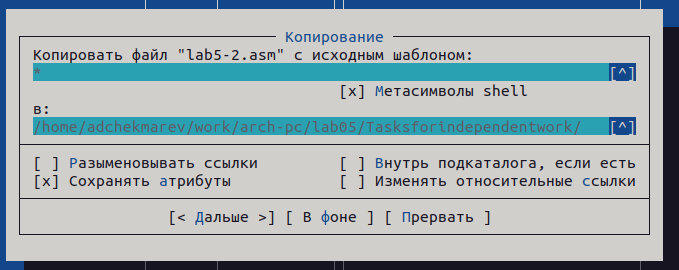 Копирование
Копировать файл "lab5-2.asm" с исходным шаблоном:
* [^]
[x] Метасимволы shell
в:
/home/adchekmarev/work/arch-pc/lab05/Tasksforindependentwork/ [^]
[ ] Разыменовывать ссылки [ ] Внутрь подкаталога, если есть
[x] Сохранять атрибуты [ ] Изменять относительные ссылки
[< Дальше >] [ В фоне ] [ Прервать ]